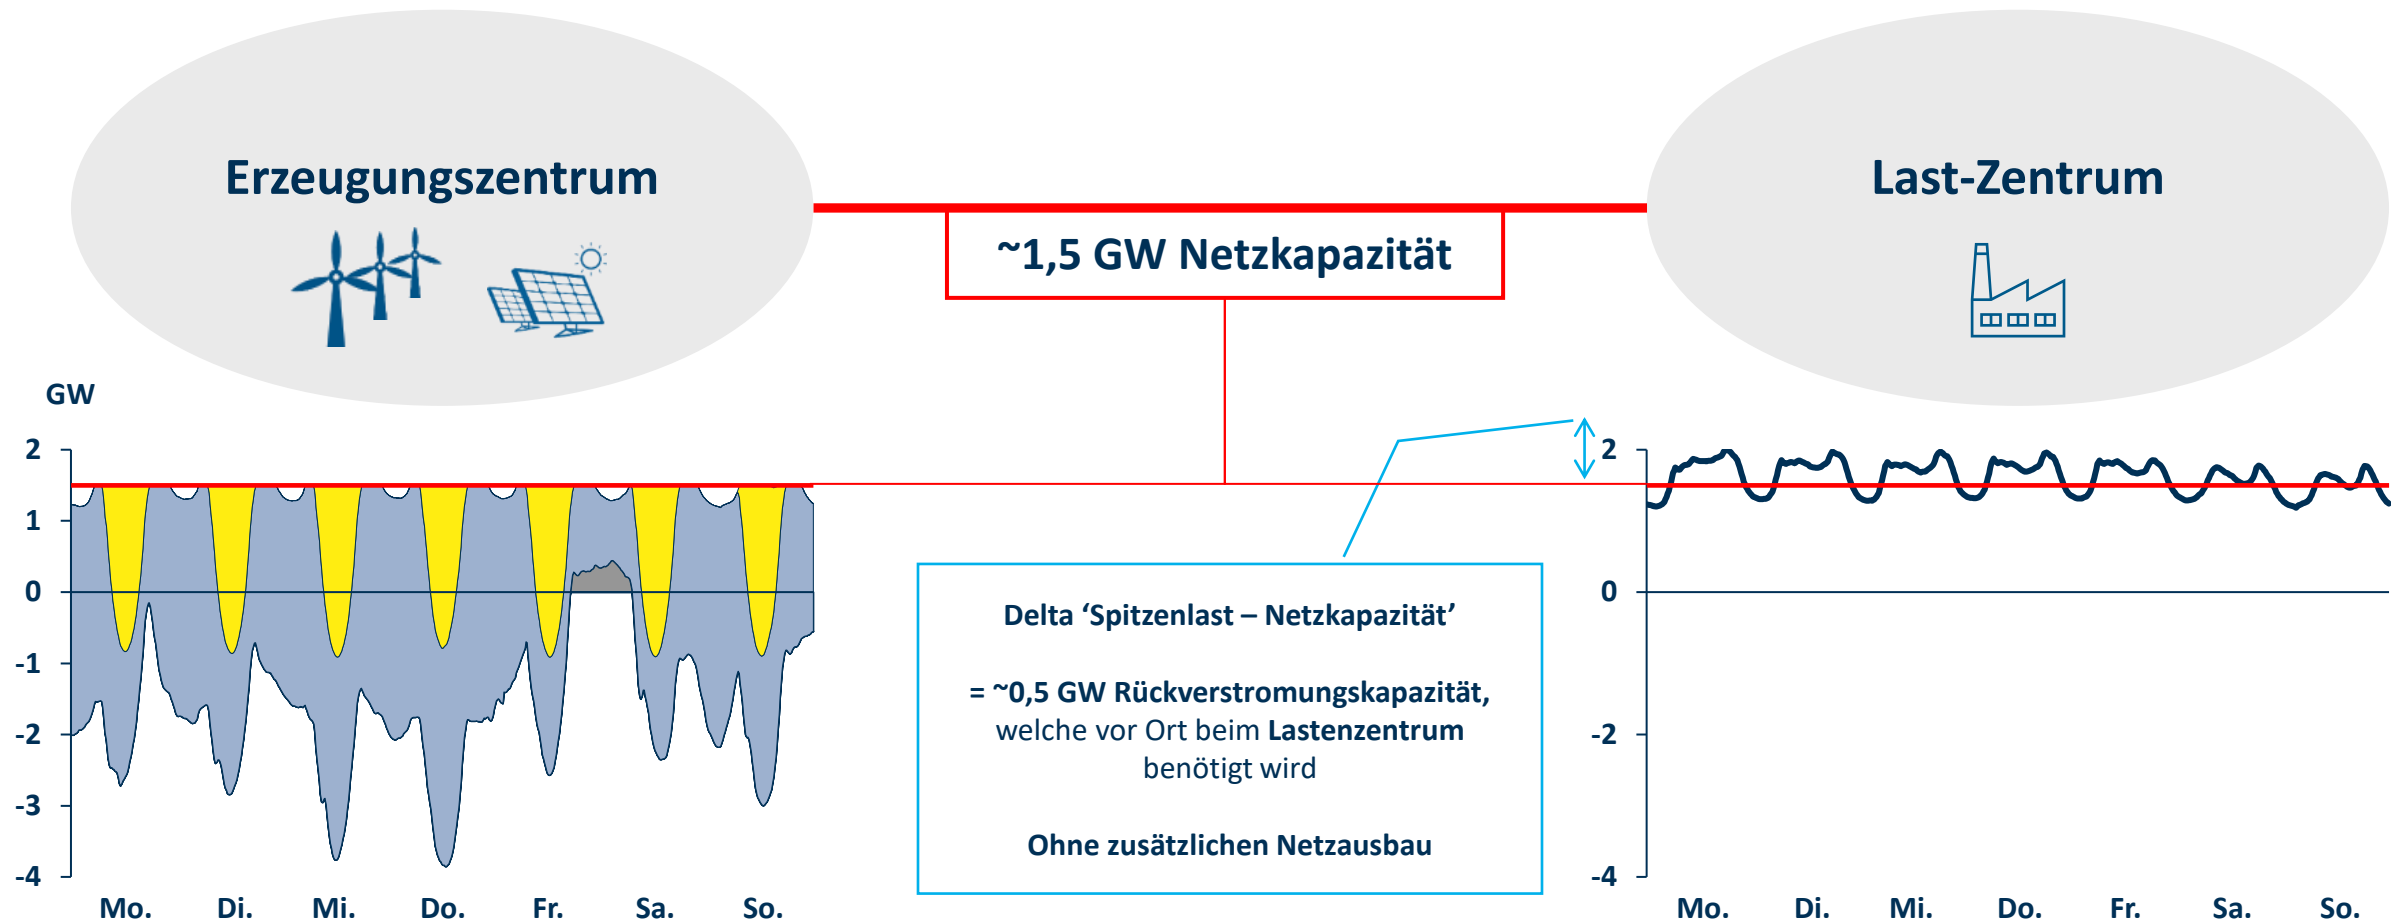 Erzeugungszentrum
~1,5 GW Netzkapazität
Last-Zentrum
GW
2
1
0
-1
-2
-3
-4
Mo. Di. Mi. Do. Fr. Sa. So.
Delta ‘Spitzenlast – Netzkapazität’
= ~0,5 GW Rückverstromungskapazität,
welche vor Ort beim Lastenzentrum
benötigt wird
Ohne zusätzlichen Netzausbau
2
0
-2
-4
Mo. Di. Mi. Do. Fr. Sa. So.